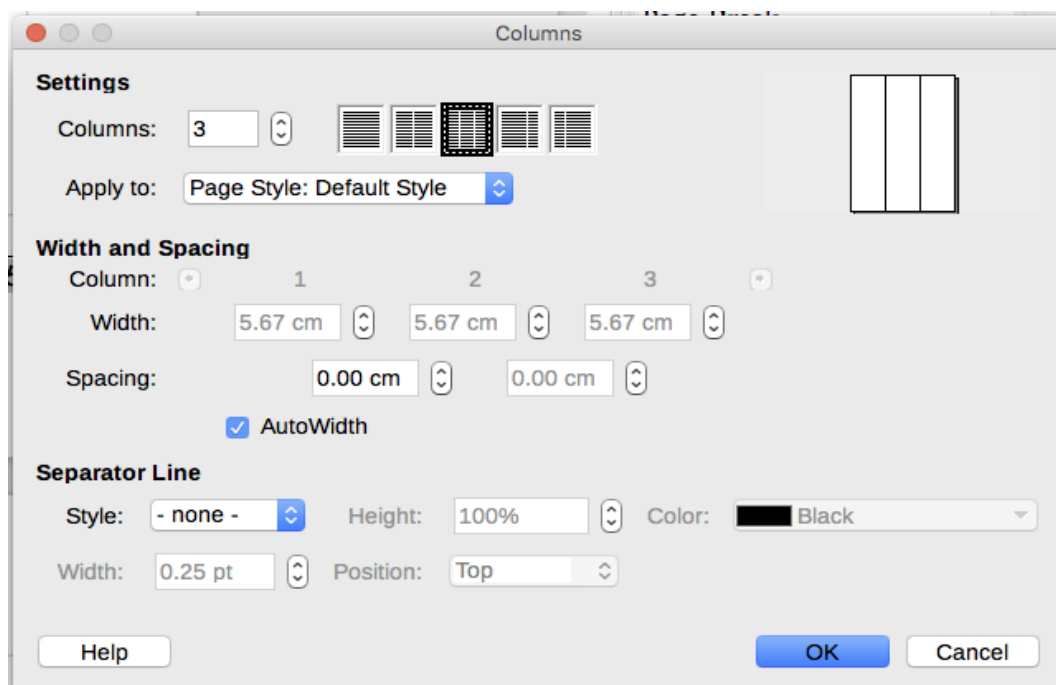 Page Break
Columns
Settings
Columns: 3
Apply to: Page Style: Default Style
Width and Spacing
Column: 1 2 3
Width: 5.67 cm 5.67 cm 5.67 cm
Spacing: 0.00 cm 0.00 cm
AutoWidth
Separator Line
Style: - none - Height: 100% Color: Black
Width: 0.25 pt Position: Top
Help OK Cancel